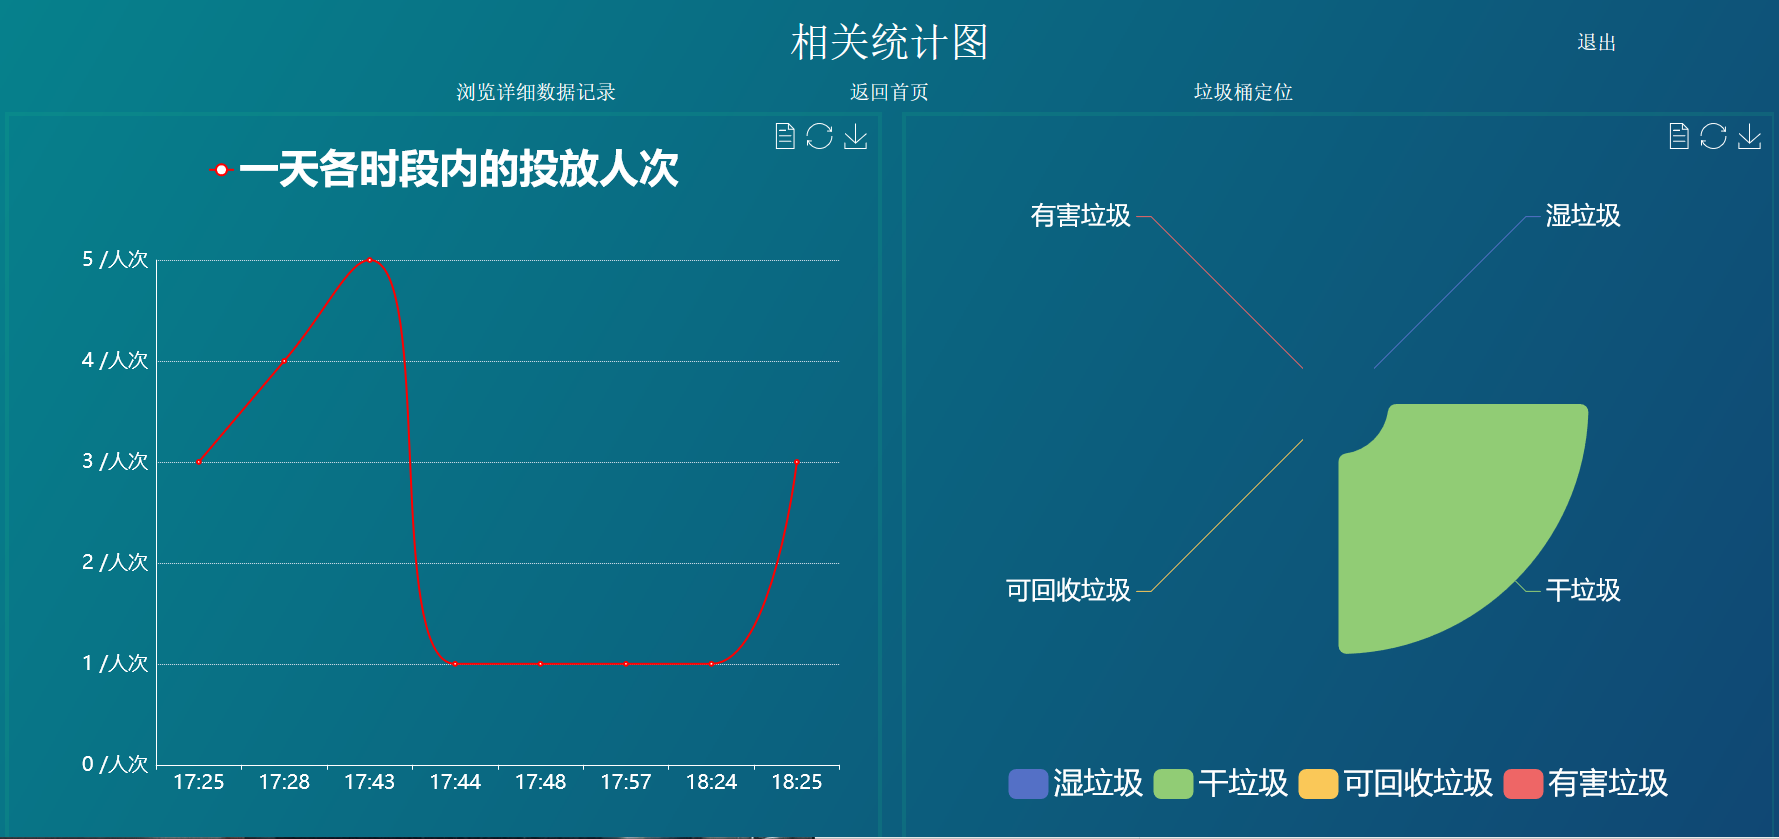 相关统计图
退出
浏览详细数据记录
返回首页
垃圾桶定位
一天各时段内的投放人次
5 /人次
4 /人次
3 /人次
2 /人次
1 /人次
0 /人次
17:25
17:28
17:43
17:44
17:48
17:57
18:24
18:25
有害垃圾
湿垃圾
可回收垃圾
干垃圾
湿垃圾
干垃圾
可回收垃圾
有害垃圾